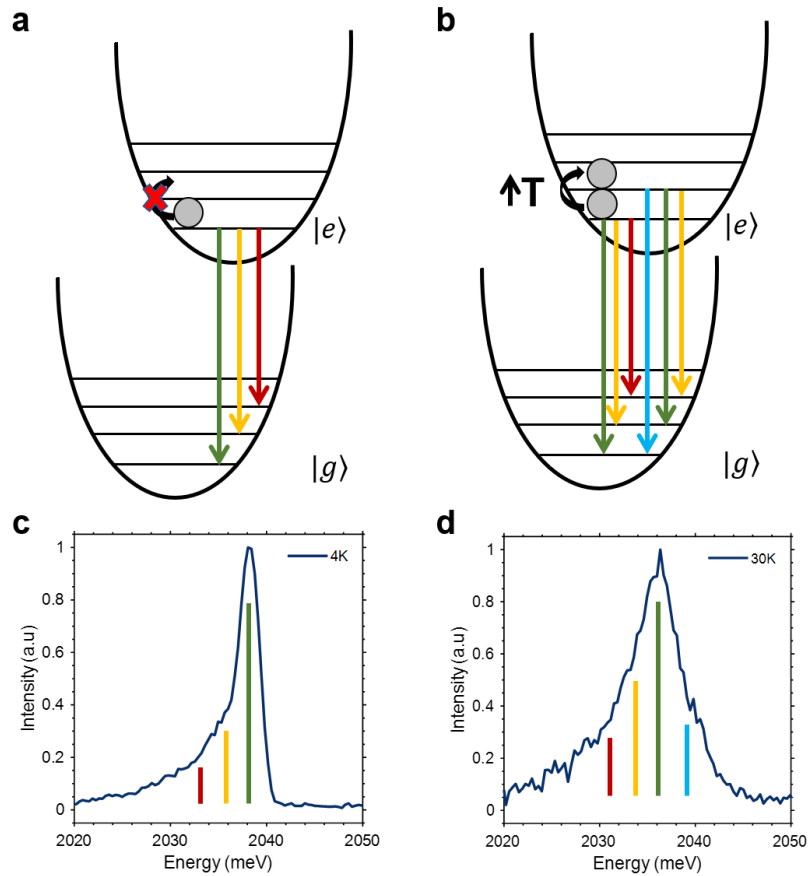 a
b
↑T
|e⟩
|e⟩
|g⟩
|g⟩
c
d
4K
30K
1
0.8
0.6
0.4
0.2
0
Intensity (a.u)
2020
2030
2040
2050
Energy (meV)
1
0.8
0.6
0.4
0.2
0
Intensity (a.u)
2020
2030
2040
2050
Energy (meV)